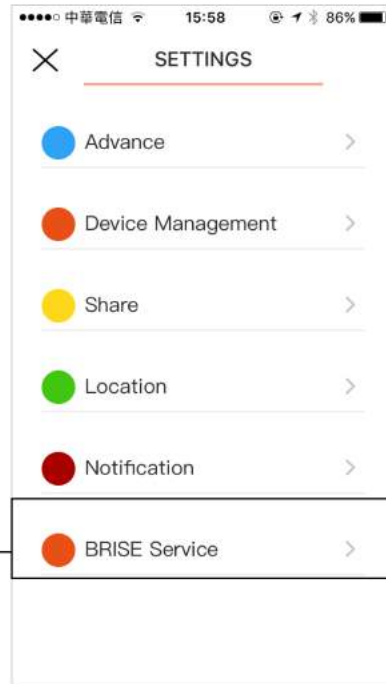 中華電信 15:58 86%
SETTINGS
Advance
Device Management
Share
Location
Notification
BRISE Service